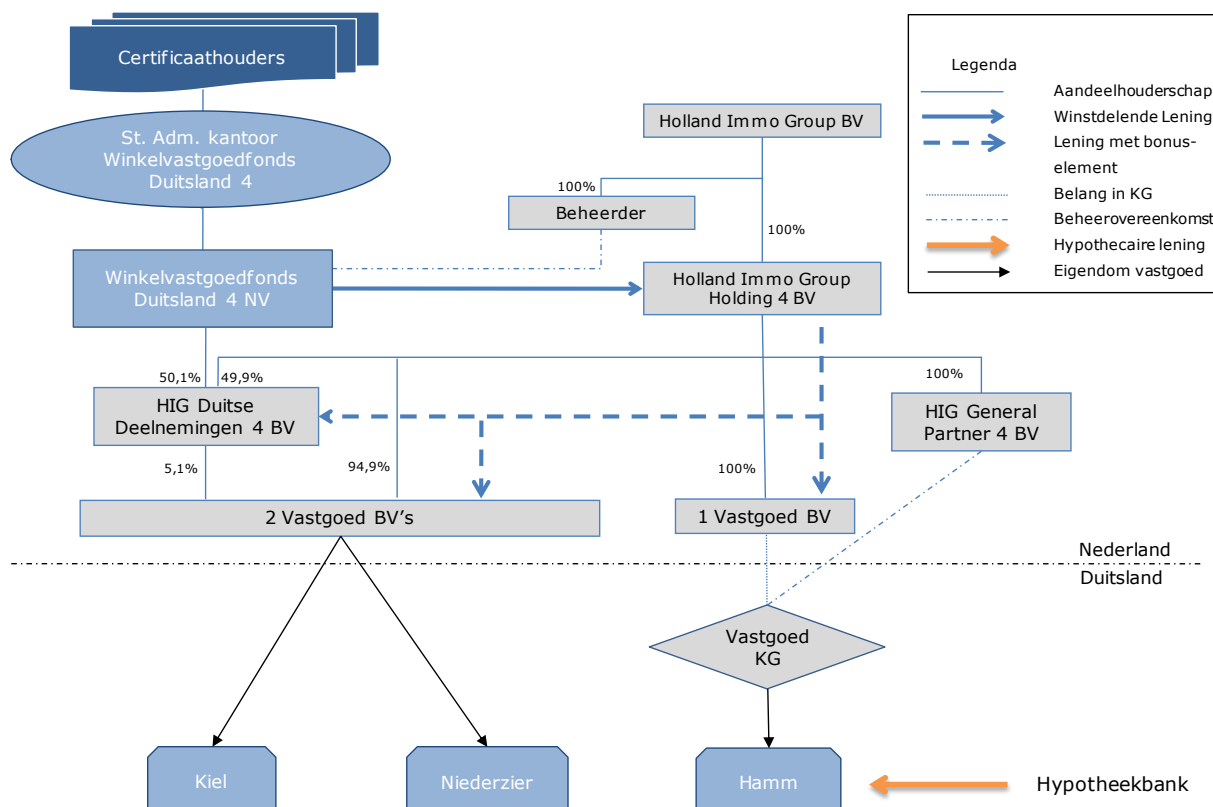 Certificaathouders
St. Adm. kantoor
Winkelvastgoedfonds
Duitsland 4
Holland Immo Group BV
100%
Beheerder
100%
Winkelvastgoedfonds
Duitsland 4 NV
Holland Immo Group
Holding 4 BV
Legenda
Aandeelhouderschap
Winstdelende Lening
Lening met bonus-
element
Belang in KG
Beheerovereenkomst
Hypothecaire lening
Eigendom vastgoed
50,1%
49,9%
100%
HIG Duitse
Deelnemingen 4 BV
HIG General
Partner 4 BV
5,1%
94,9%
100%
2 Vastgoed BV's
1 Vastgoed BV
Nederland
Duitsland
Vastgoed
KG
Kiel
Niederzier
Hamm
Hypotheekbank